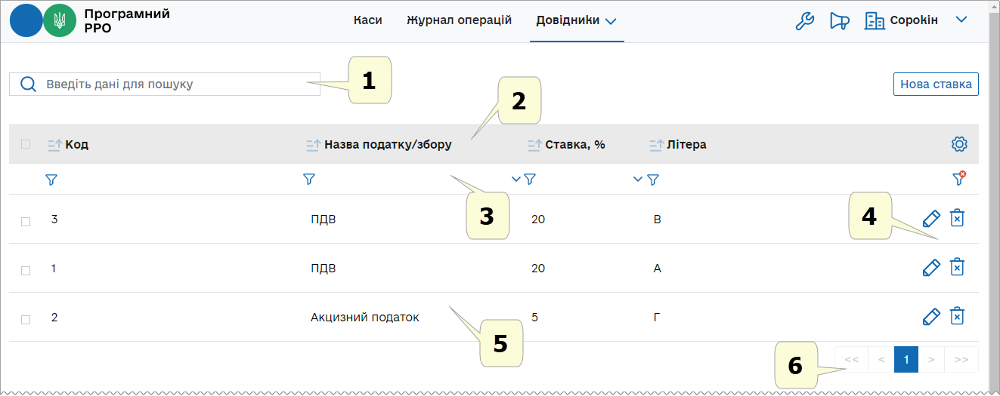 Програмний
РРО
Каси Журнал операцій Довідники Сорокін
1
Введіть дані для пошуку
Нова ставка
2
Код Назва податку/збору Ставка, % Літера
3
4
3 ПДВ 20 В
1 ПДВ 20 А
2 Акцизний податок 5 Г
5
6
<< < 1 > >>